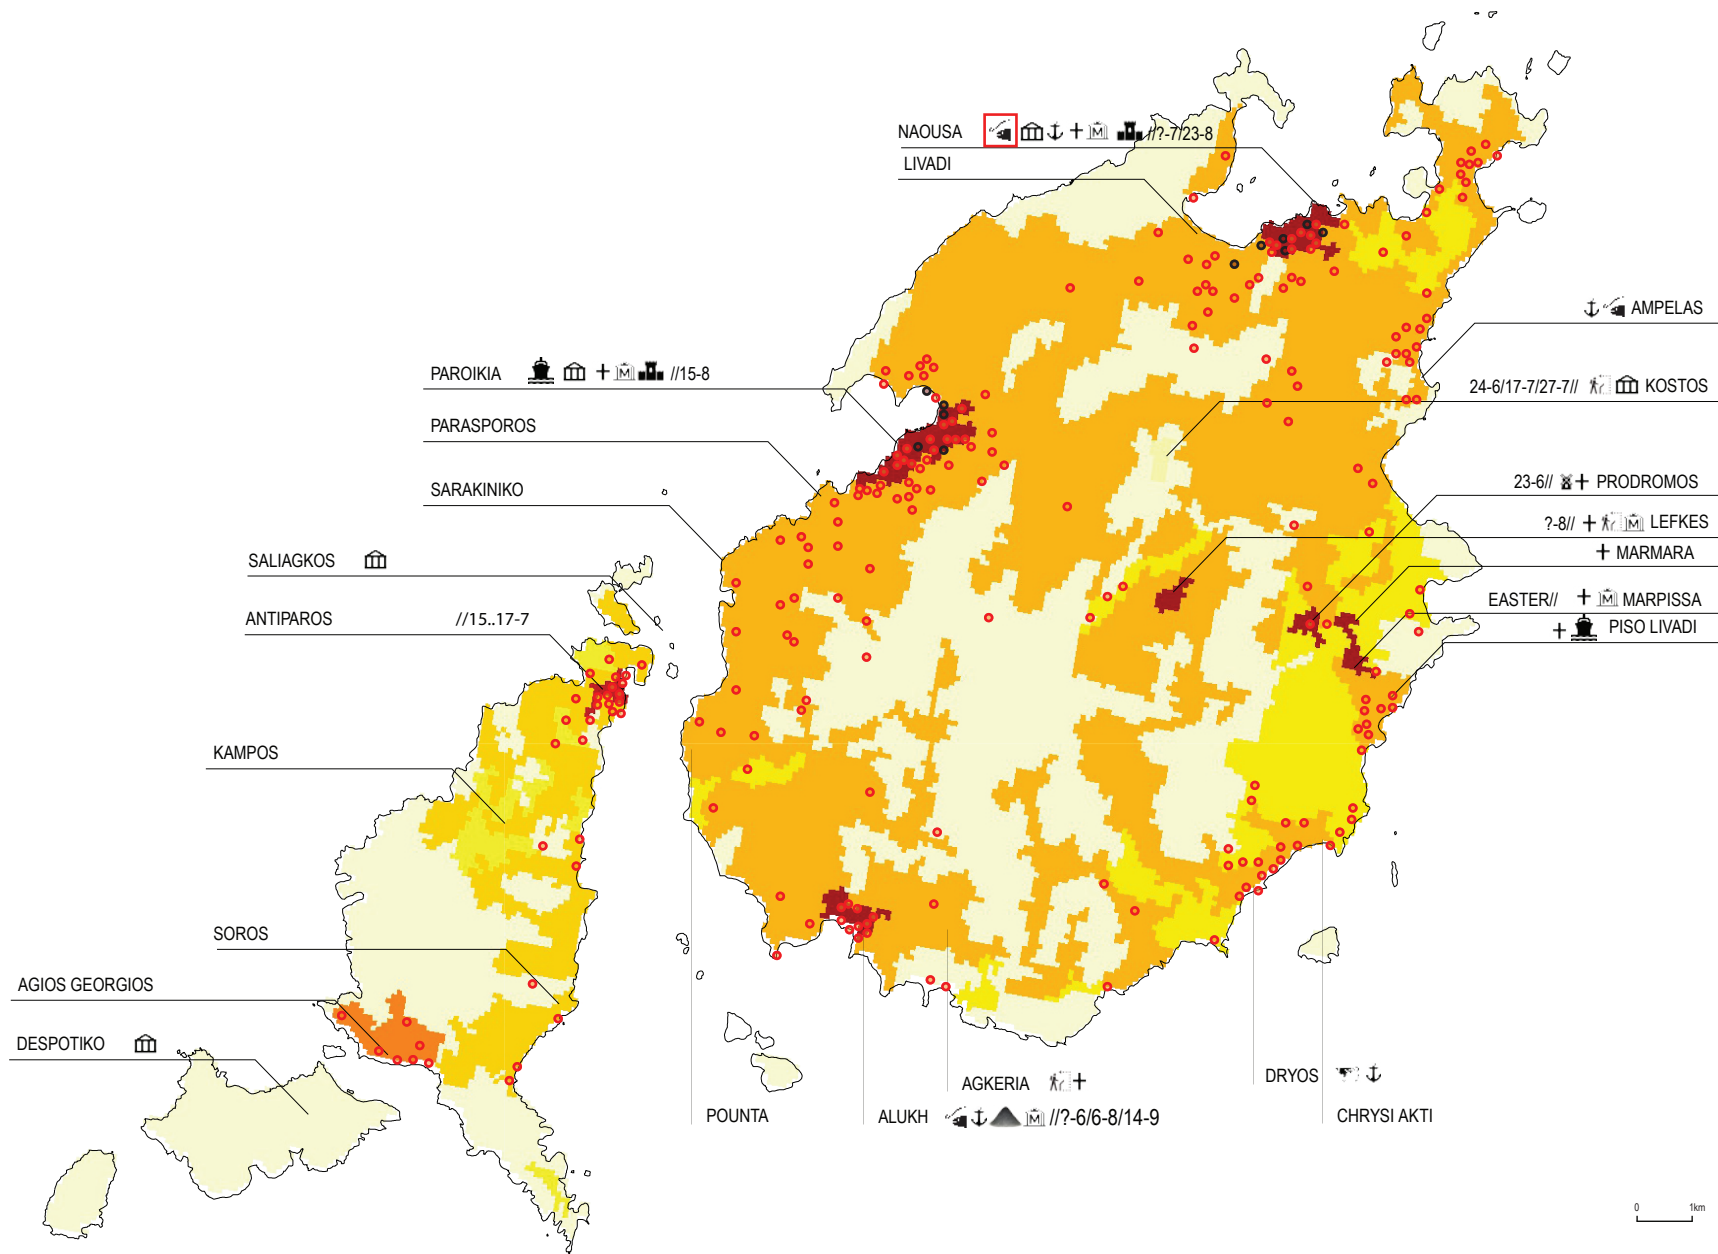 NAOUSA M //?-7/23-8
LIVADI
AMPELAS
PAROIKIA M //15-8
24-6/17-7/27-7// KOSTOS
PARASPOROS
SARAKINIKO
23-6// PRODROMOS
?-8// M LEFKES
MARMARA
SALIAGKOS
EASTER// M MARPISSA
ANTIPAROS //15..17-7
PISO LIVADI
KAMPOS
SOROS
AGIOS GEORGIOS
DESPOTIKO
AGKERIA
DRYOS
POUNTA
ALUKH M //?-6/6-8/14-9
CHRYSI AKTI
0 1km